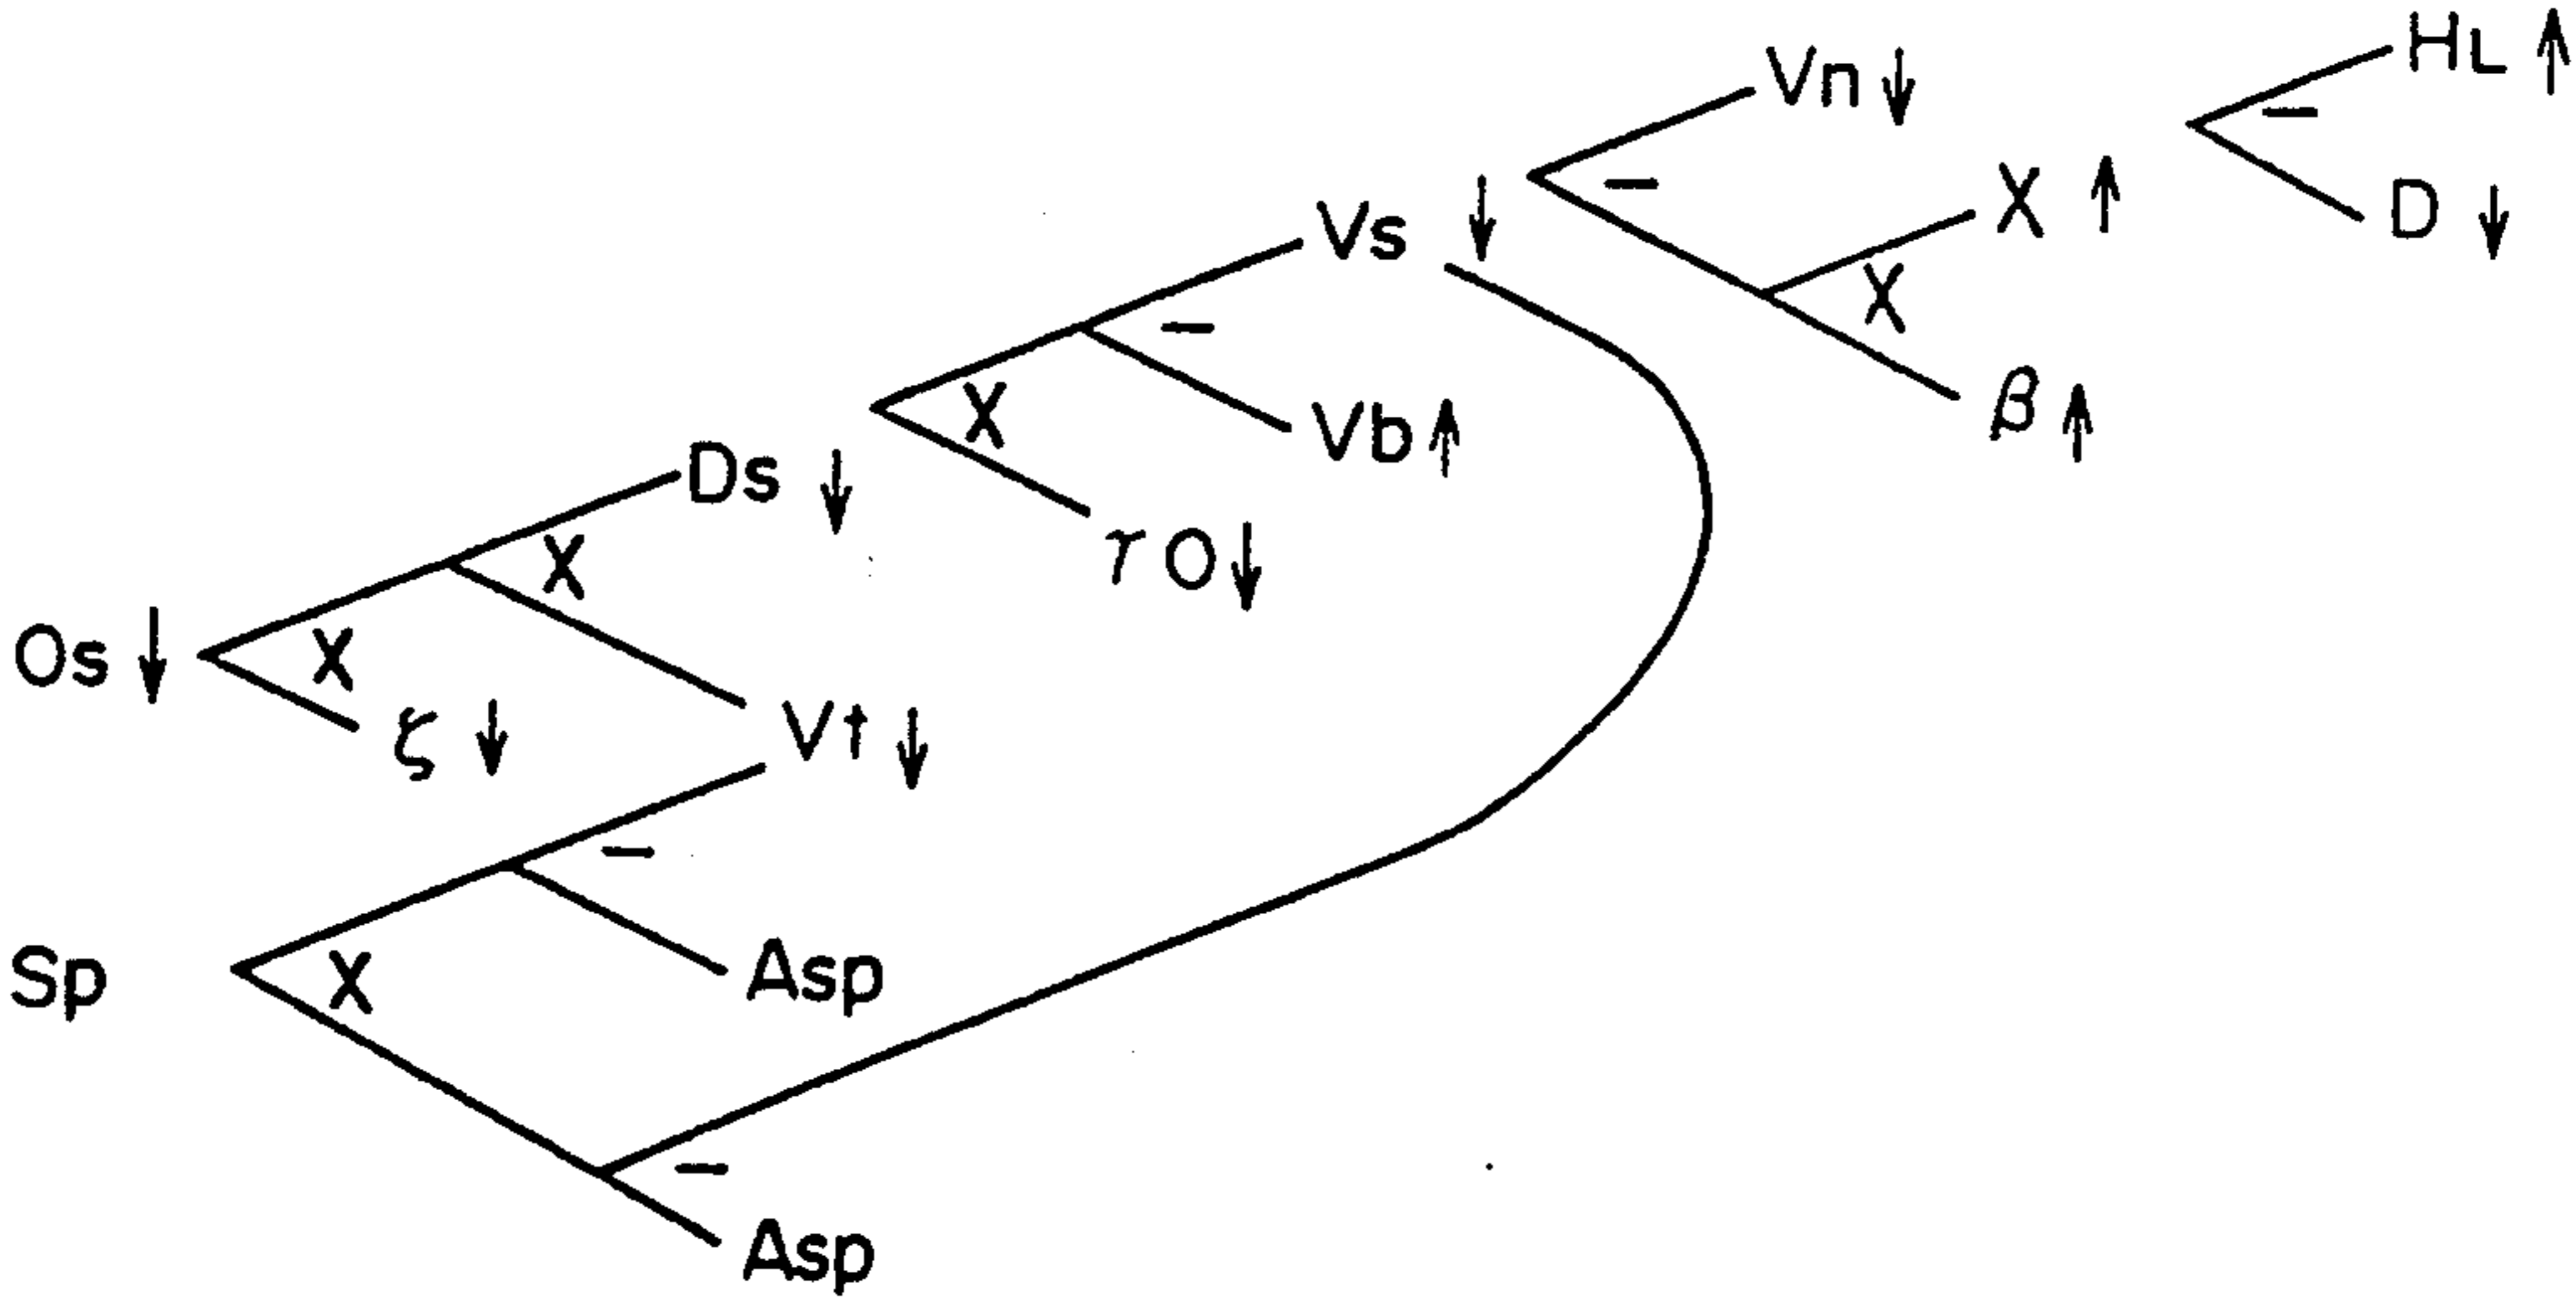 HL ↑
Vn ↓
−
−
X ↑
D ↓
Vs ↓
X
−
β ↑
X
Vb ↑
Ds ↓
γ O ↓
X
Os ↓
X
ζ ↓
Vt ↓
−
Sp
X
Asp
−
Asp